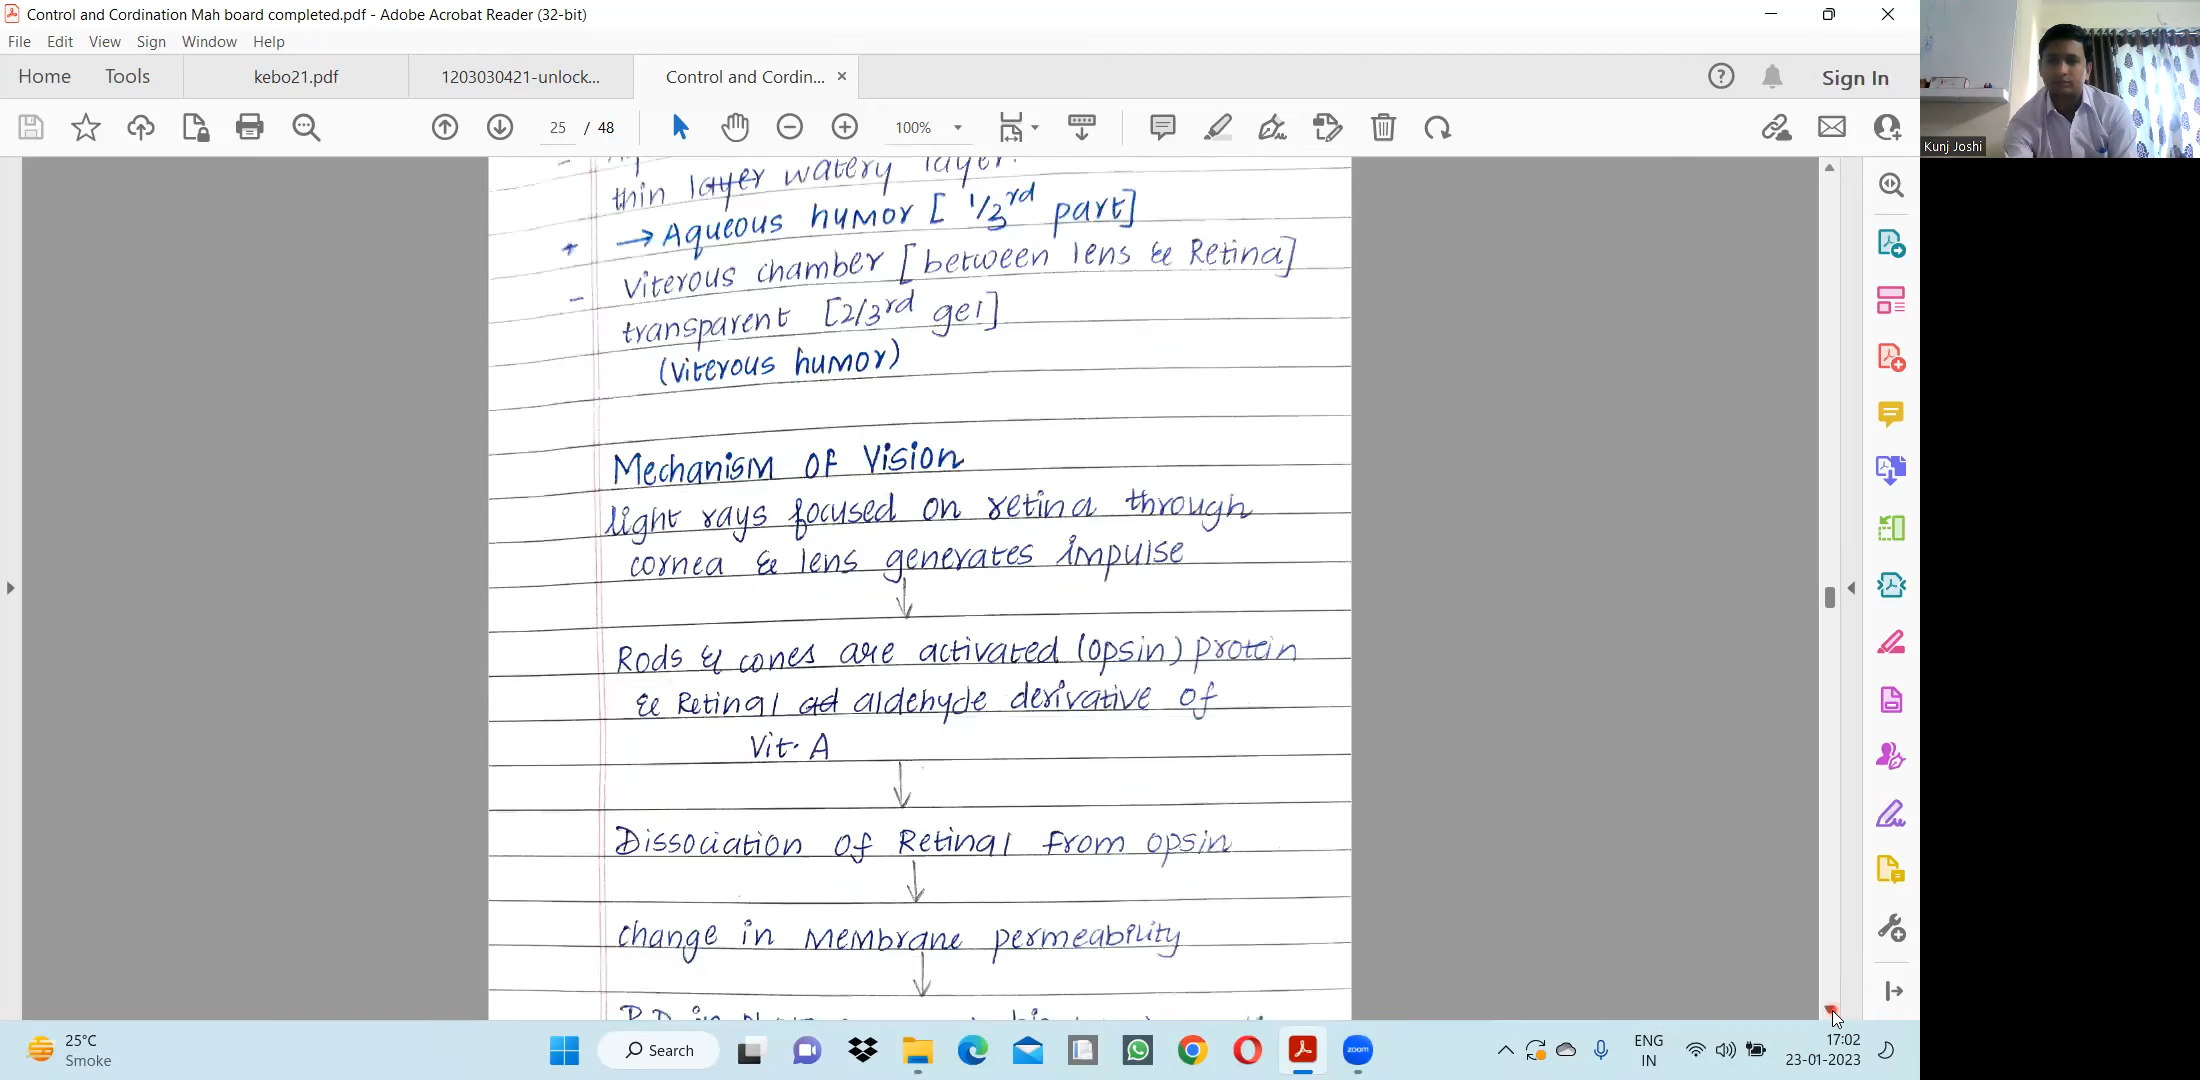 Control and Cordination Mah board completed.pdf - Adobe Acrobat Reader (32-bit)
File Edit View Sign Window Help
Home Tools kebo21.pdf 1203030421-unlock... Control and Cordin... × Sign In
25 / 48 100%
Kunj Joshi
thin layer watery layer.
→ Aqueous humor [ 1/3rd part]
Viterous chamber [between lens & Retina]
transparent [2/3rd gel]
(Viterous humor)
Mechanism of Vision
light rays focused on retina through
cornea & lens generates impulse
Rods & cones are activated (opsin) protein
& Retinal ad aldehyde derivative of
Vit. A
Dissociation of Retinal from opsin
change in Membrane permeability
25°C
Smoke
Search
zoom
ENG
IN
17:02
23-01-2023